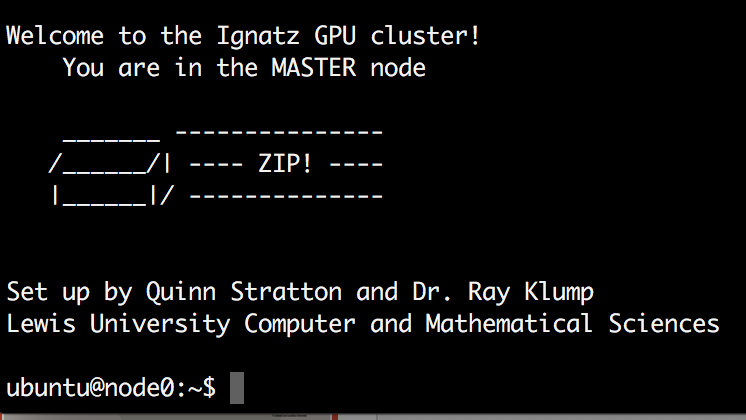 Welcome to the Ignatz GPU cluster!
    You are in the MASTER node

    _______ ---------------
   /______/| ---- ZIP! ----
   |______|/ --------------

Set up by Quinn Stratton and Dr. Ray Klump
Lewis University Computer and Mathematical Sciences

ubuntu@node0:~$